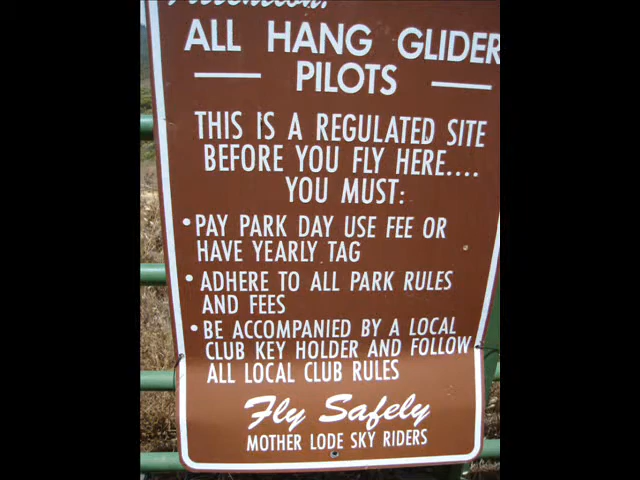 Attention!
ALL HANG GLIDER
PILOTS
THIS IS A REGULATED SITE
BEFORE YOU FLY HERE....
YOU MUST:
• PAY PARK DAY USE FEE OR
HAVE YEARLY TAG
• ADHERE TO ALL PARK RULES
AND FEES
• BE ACCOMPANIED BY A LOCAL
CLUB KEY HOLDER AND FOLLOW
ALL LOCAL CLUB RULES
Fly Safely
MOTHER LODE SKY RIDERS